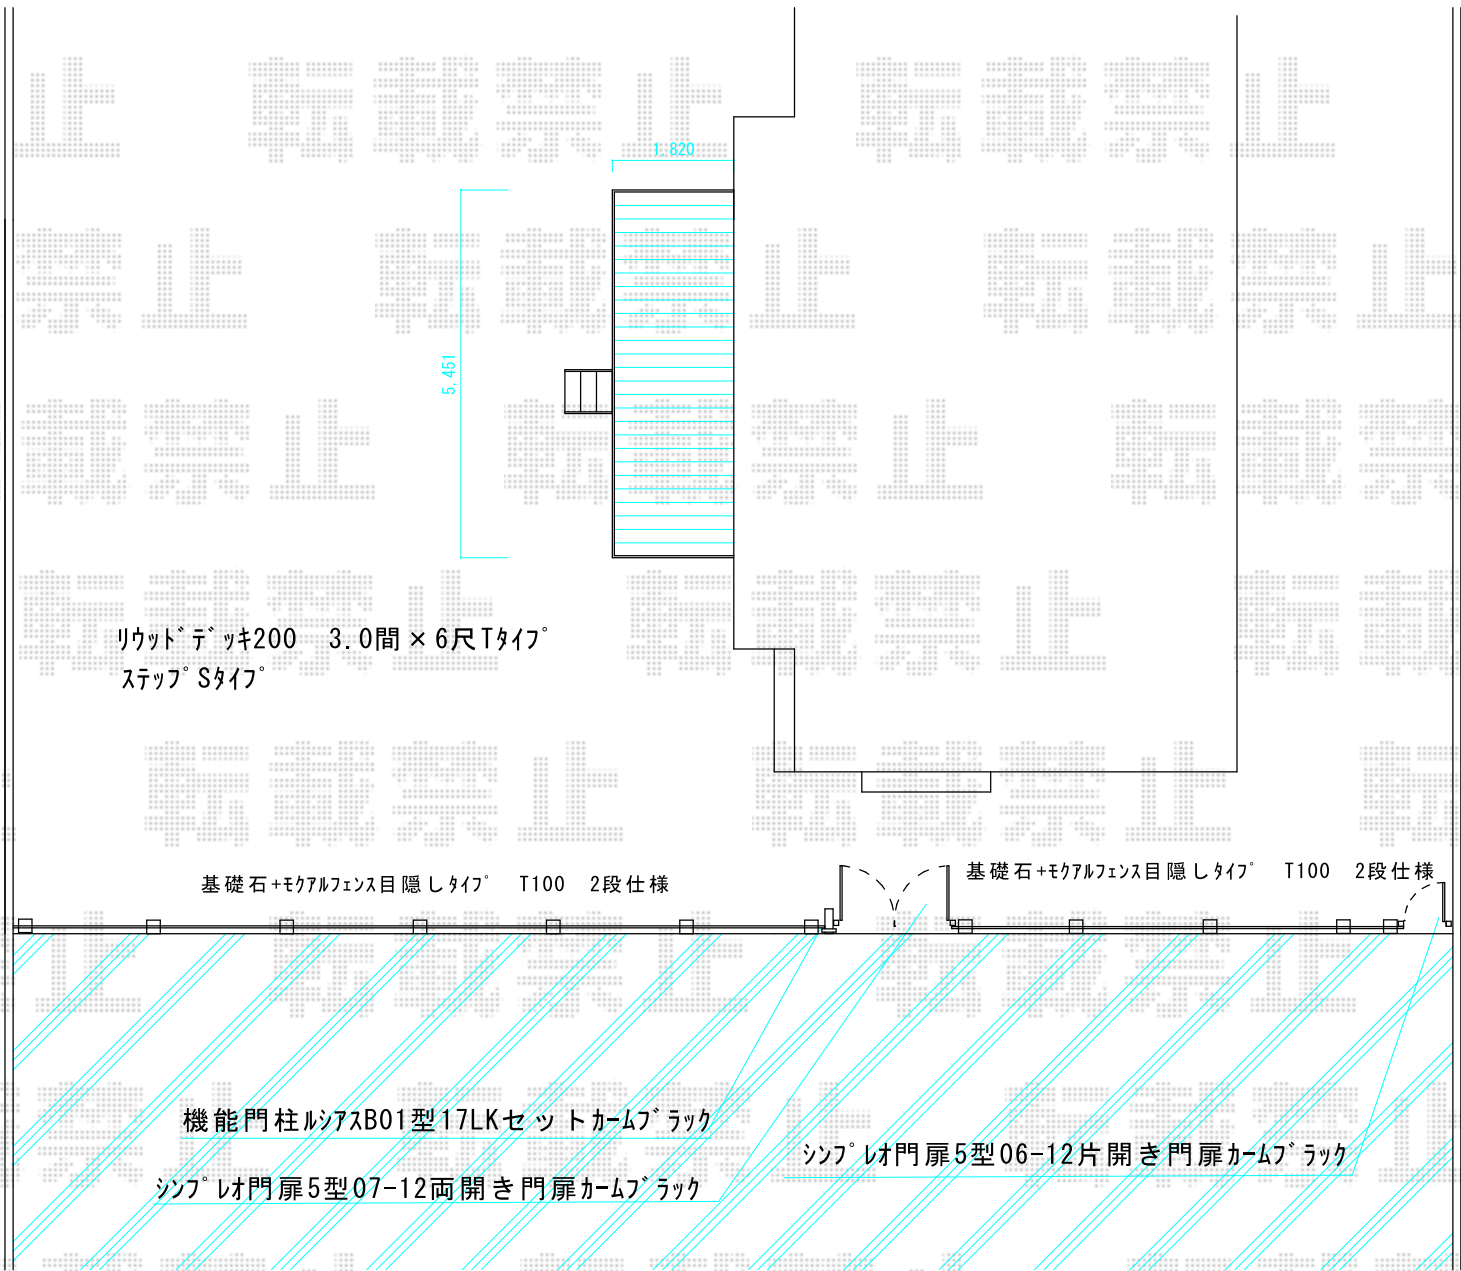 1,820
5,451
リウッドデッキ200　3.0間×6尺Tタイプ
ステップSタイプ
基礎石+モクアルフェンス目隠しタイプ　T100　2段仕様
基礎石+モクアルフェンス目隠しタイプ　T100　2段仕様
機能門柱ルシアスB01型17LKセットカームブラック
シンプレオ門扉5型06-12片開き門扉カームブラック
シンプレオ門扉5型07-12両開き門扉カームブラック
転載禁止